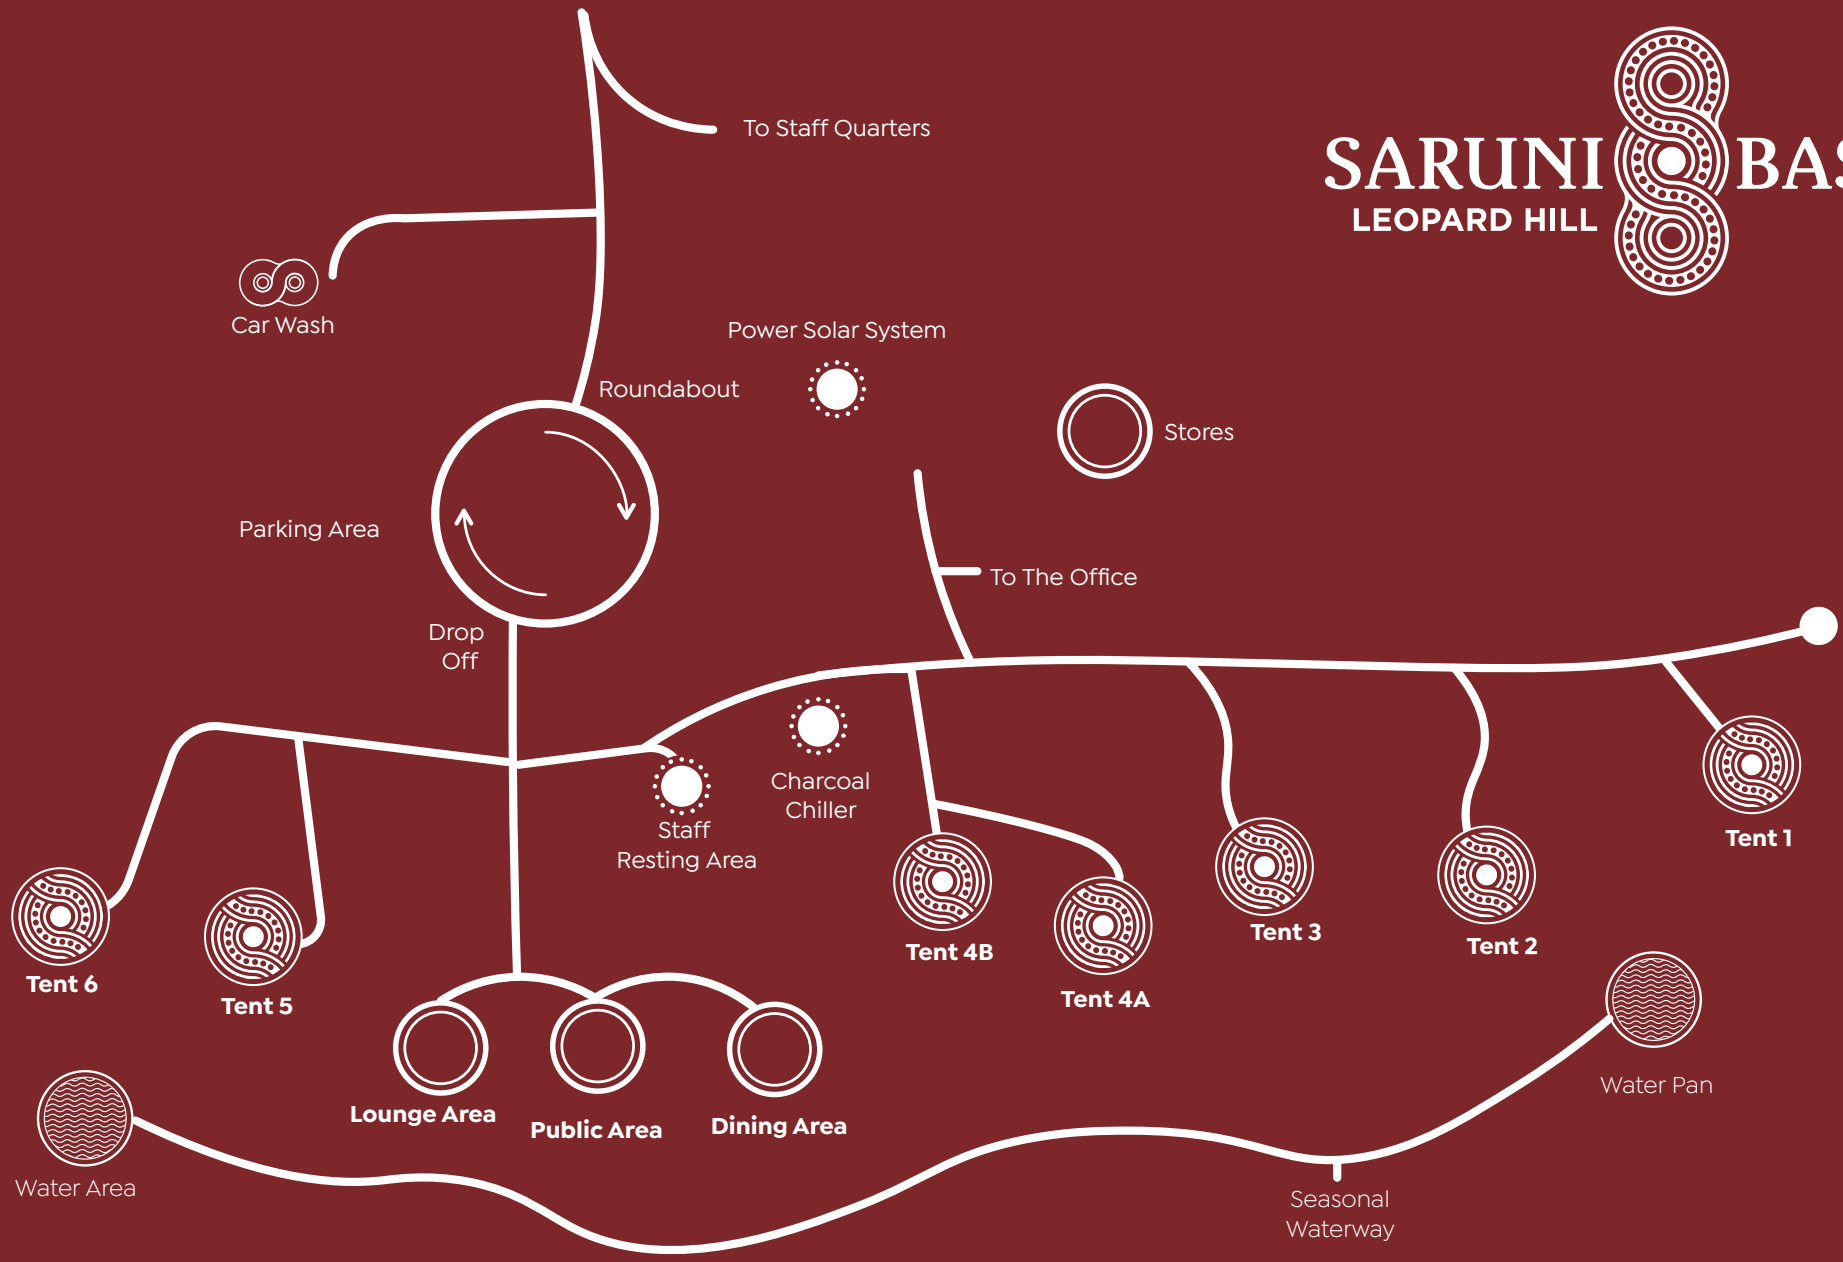 To Staff Quarters
SARUNI BAS
LEOPARD HILL
Car Wash
Power Solar System
Roundabout
Stores
Parking Area
To The Office
Drop
Off
Charcoal
Chiller
Staff
Resting Area
Tent 1
Tent 2
Tent 3
Tent 4B
Tent 4A
Tent 6
Tent 5
Lounge Area
Public Area
Dining Area
Water Pan
Water Area
Seasonal
Waterway